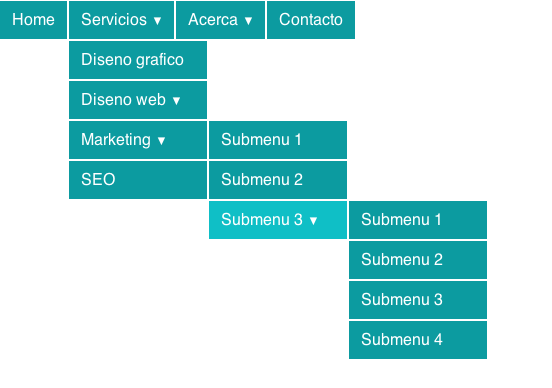 Home Servicios ▼ Acerca ▼ Contacto
Diseno grafico
Diseno web ▼
Marketing ▼ Submenu 1
SEO Submenu 2
Submenu 3 ▼ Submenu 1
Submenu 2
Submenu 3
Submenu 4